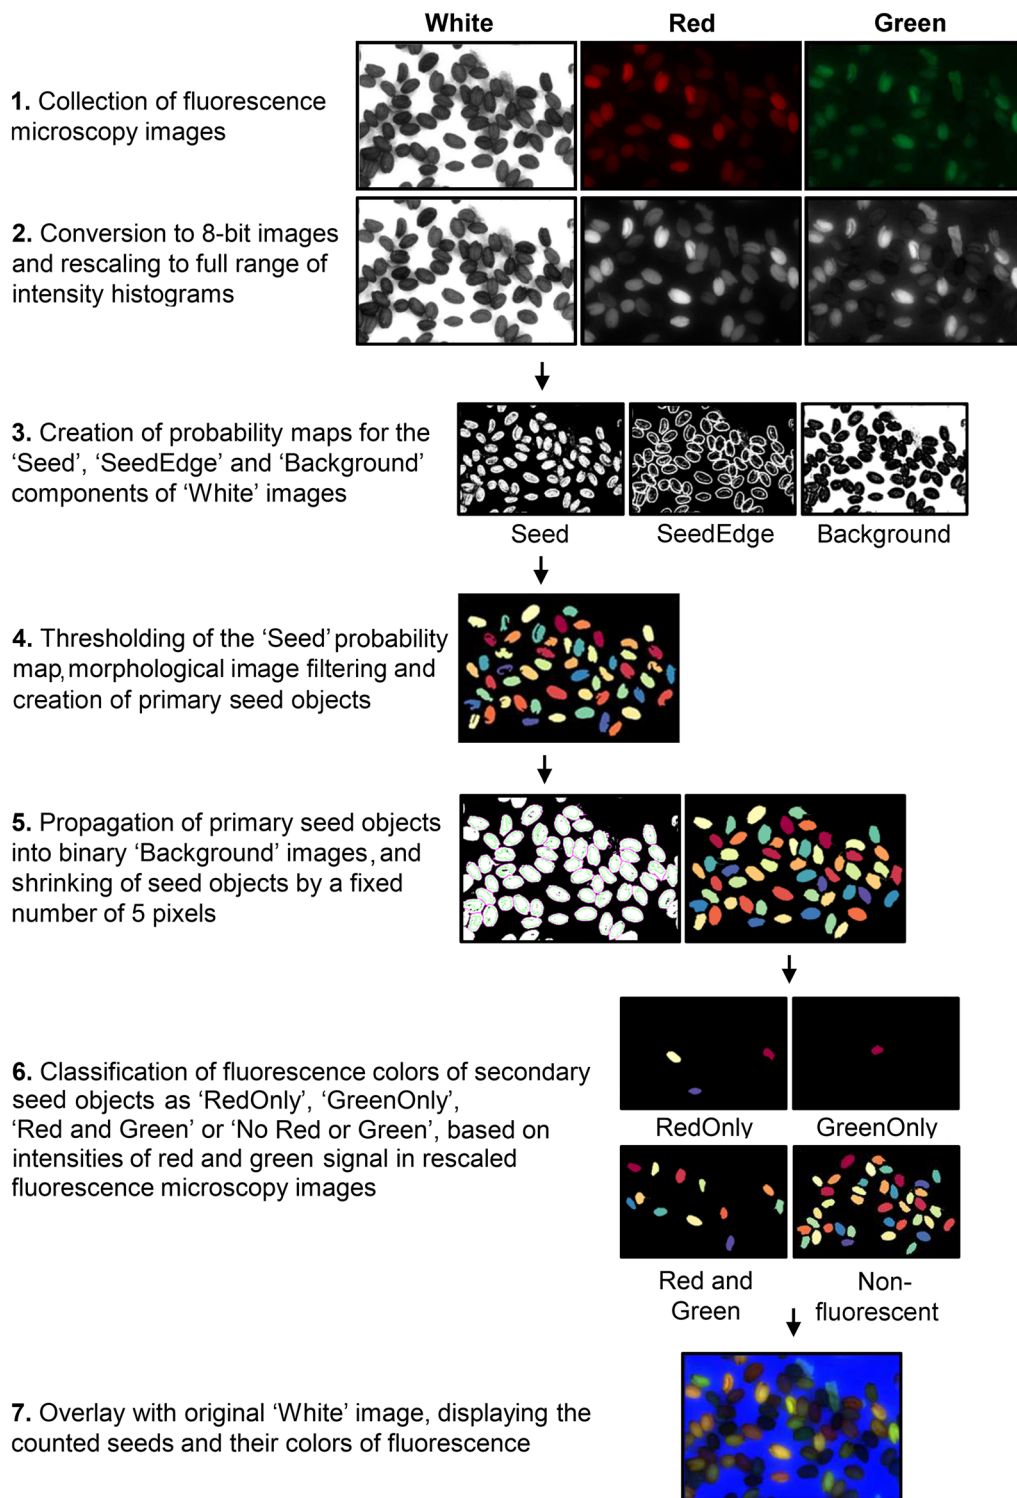 White Red Green
1. Collection of fluorescence
microscopy images
2. Conversion to 8-bit images
and rescaling to full range of
intensity histograms
3. Creation of probability maps for the
‘Seed’, ‘SeedEdge’ and ‘Background’
components of ‘White’ images
Seed SeedEdge Background
4. Thresholding of the ‘Seed’ probability
map, morphological image filtering and
creation of primary seed objects
5. Propagation of primary seed objects
into binary ‘Background’ images, and
shrinking of seed objects by a fixed
number of 5 pixels
6. Classification of fluorescence colors of secondary
seed objects as ‘RedOnly’, ‘GreenOnly’,
‘Red and Green’ or ‘No Red or Green’, based on
intensities of red and green signal in rescaled
fluorescence microscopy images
RedOnly GreenOnly
Red and
Green
Non-
fluorescent
7. Overlay with original ‘White’ image, displaying the
counted seeds and their colors of fluorescence